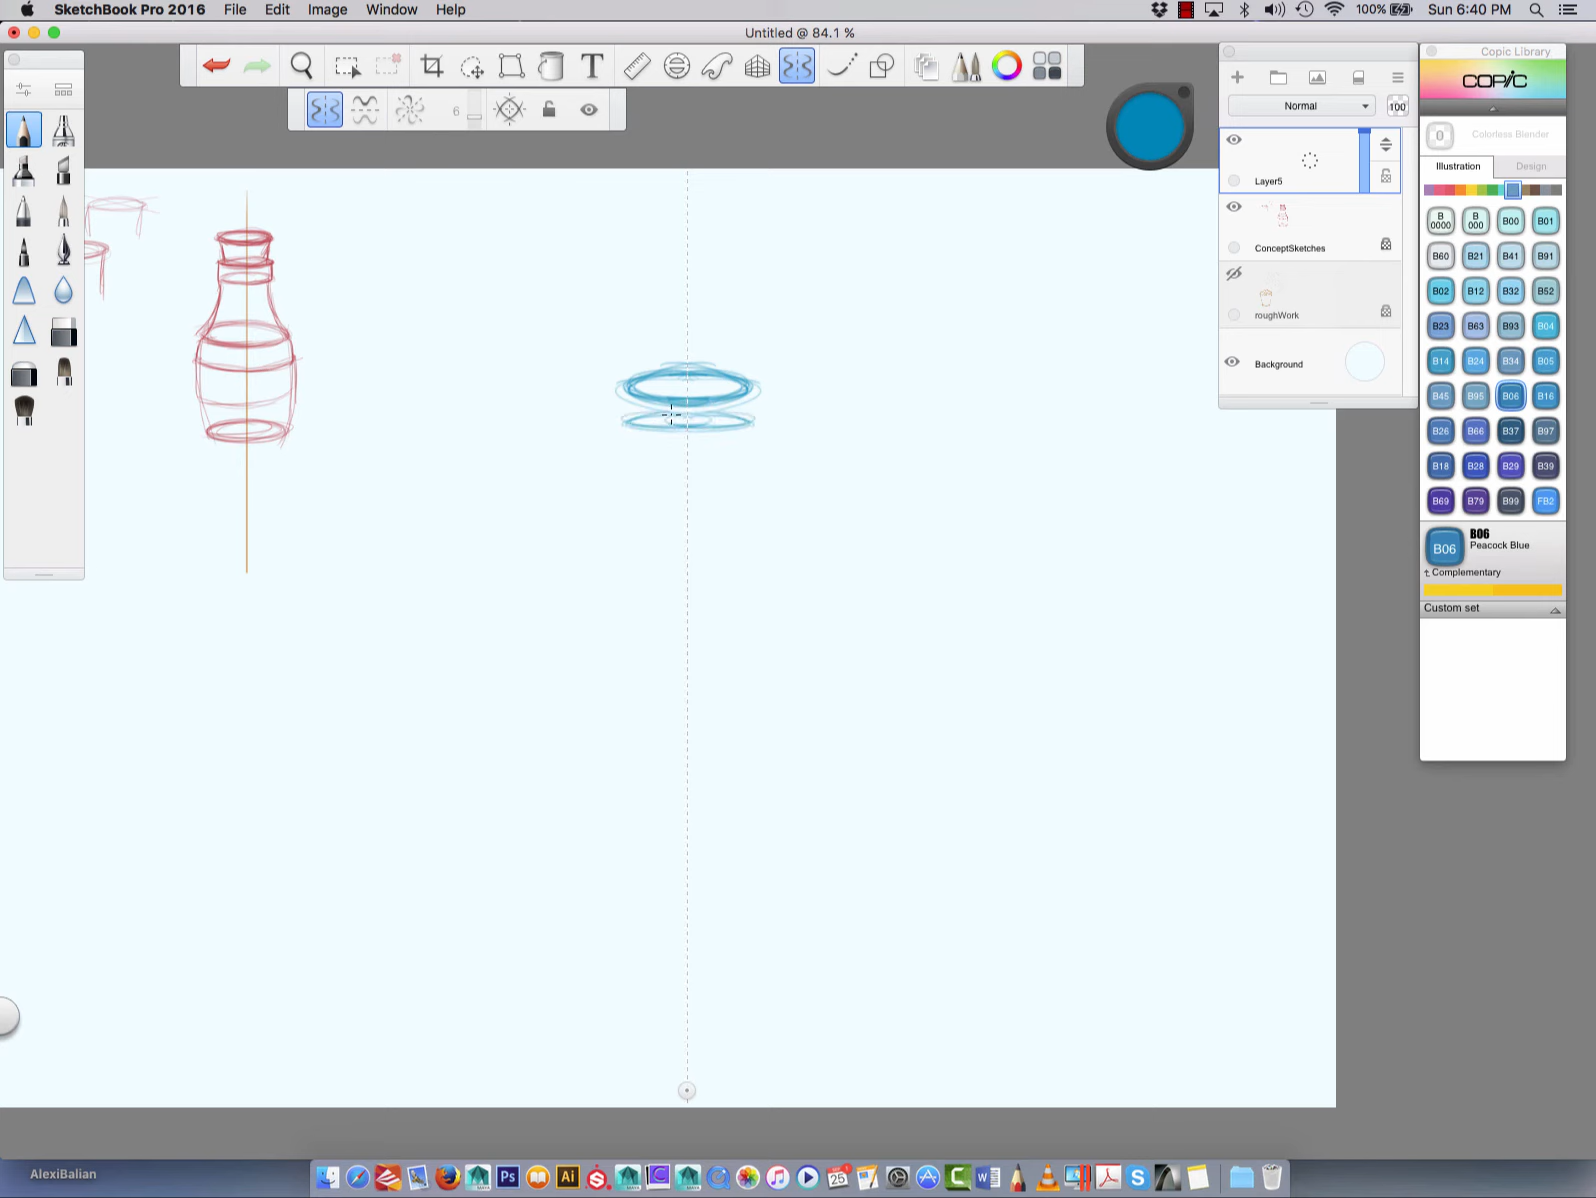 SketchBook Pro 2016 File Edit Image Window Help
100% Sun 6:40 PM
Untitled @ 84.1 %
T
6
Normal
100
Layer5
ConceptSketches
roughWork
Background
Copic Library
COPIC
0 Colorless Blender
Illustration Design
B 0000 B 000 B00 B01
B60 B21 B41 B91
B02 B12 B32 B52
B23 B63 B93 B04
B14 B24 B34 B05
B45 B95 B06 B16
B26 B66 B37 B97
B18 B28 B29 B39
B69 B79 B99 FB2
B06
B06
Peacock Blue
Complementary
Custom set
AlexiBalian
Ps Ai 25